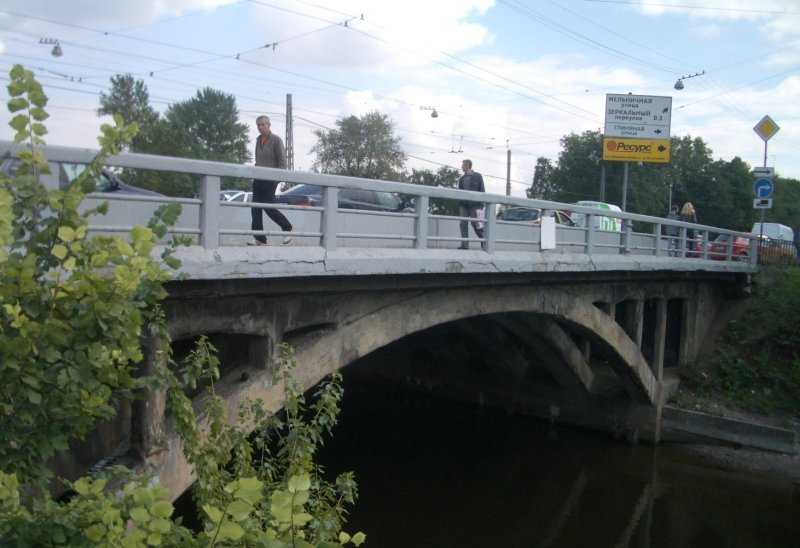 МЕЛЬНИЧНАЯ
улица
ЗЕРКАЛЬНЫЙ 0.3
переулок
ГЛИНЯНАЯ
улица
Ресурс